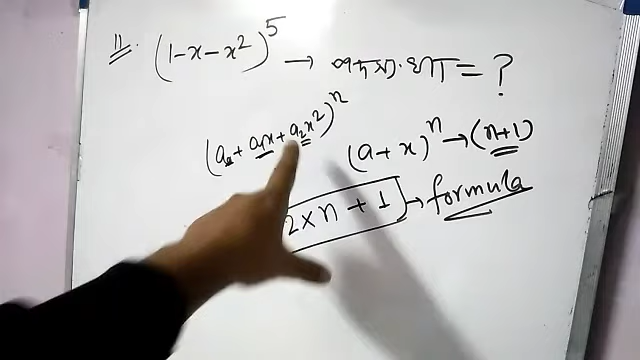 11. (1-x-x²)⁵ → পদসংখ্যা = ?
(a₀ + a₁x + a₂x²)ⁿ (a+x)ⁿ → (n+1)
2×n+1 → formula